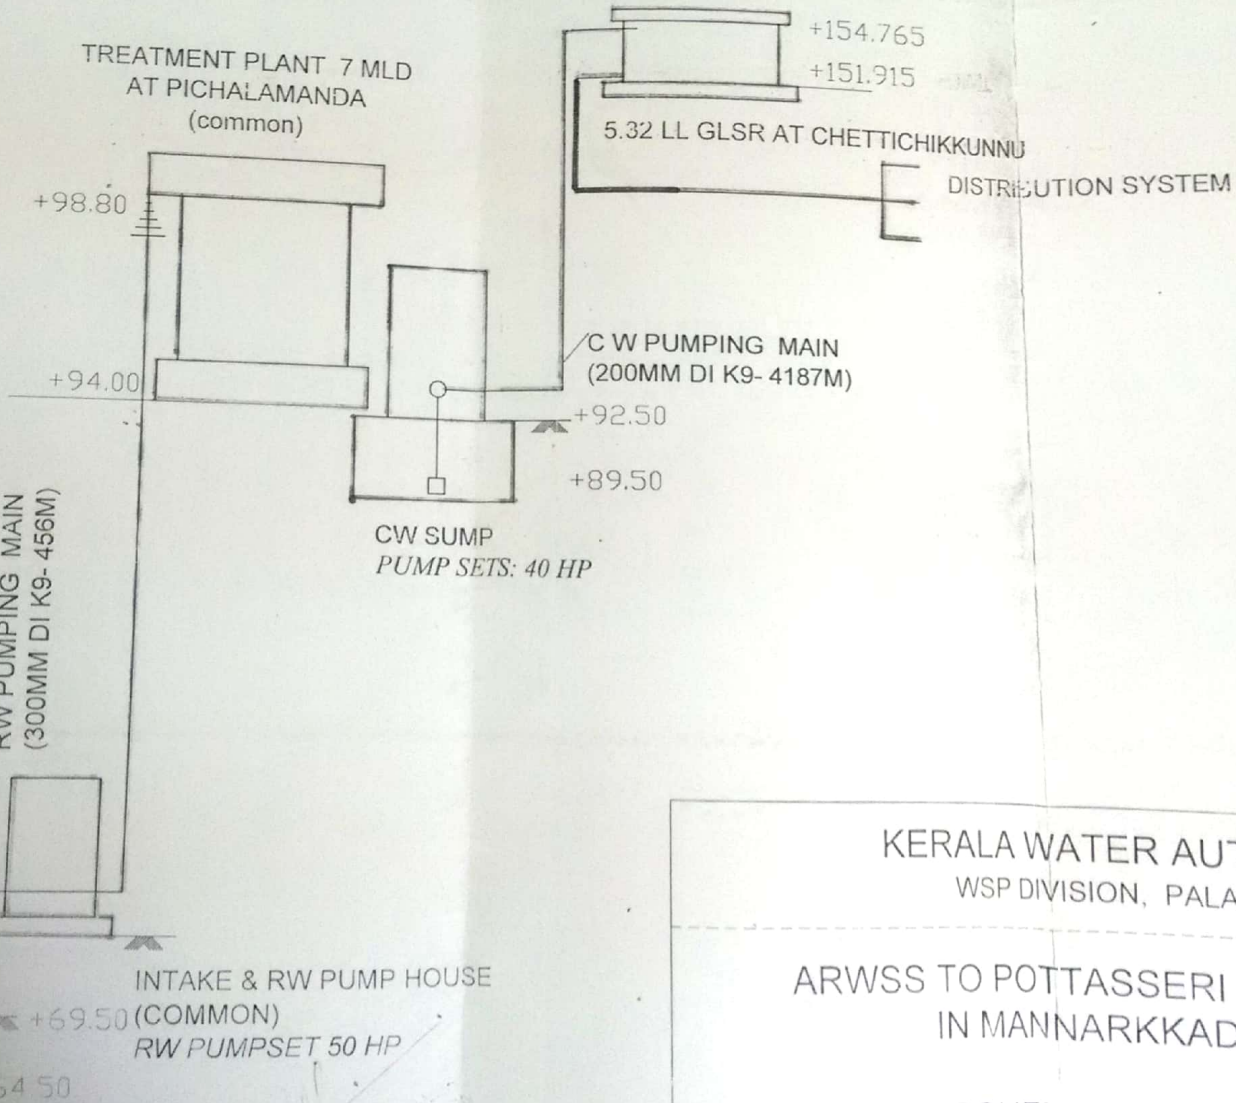 TREATMENT PLANT 7 MLD
AT PICHALAMANDA
(common)
+98.80
+94.00
+154.765
+151.915
5.32 LL GLSR AT CHETTICHIKKUNNU
DISTRIBUTION SYSTEM
C W PUMPING MAIN
(200MM DI K9- 4187M)
+92.50
+89.50
CW SUMP
PUMP SETS: 40 HP
RW PUMPING MAIN
(300MM DI K9- 456M)
INTAKE & RW PUMP HOUSE
+69.50 (COMMON)
RW PUMPSET 50 HP
KERALA WATER
WSP DIVISION,
ARWSS TO POTTASSERI
IN